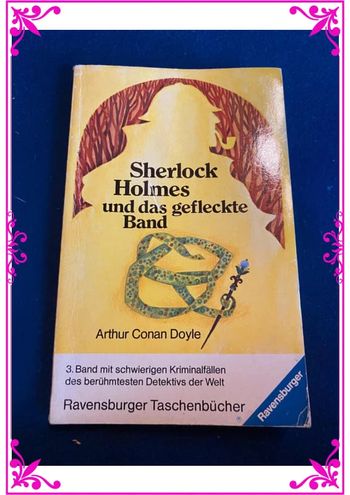 Sherlock
Holmes
und das gefleckte
Band
Arthur Conan Doyle
3. Band mit schwierigen Kriminalfällen
des berühmtesten Detektivs der Welt
Ravensburger Taschenbücher
®
Ravensburger